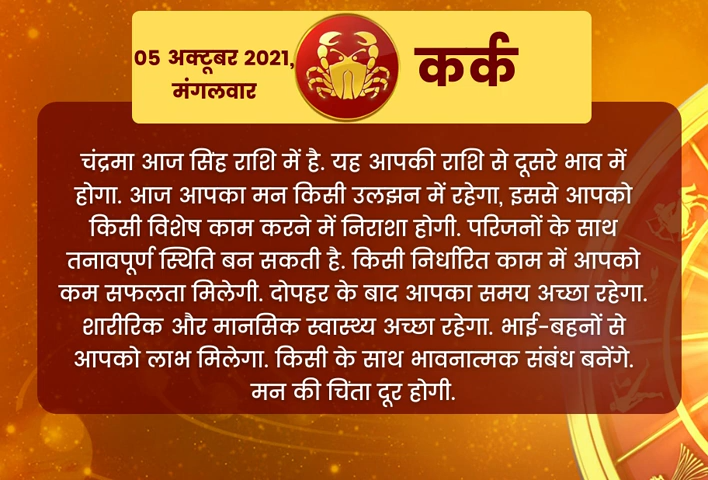 05 अक्टूबर 2021,
मंगलवार
कर्क
चंद्रमा आज सिंह राशि में है. यह आपकी राशि से दूसरे भाव में
होगा. आज आपका मन किसी उलझन में रहेगा, इससे आपको
किसी विशेष काम करने में निराशा होगी. परिजनों के साथ
तनावपूर्ण स्थिति बन सकती है. किसी निर्धारित काम में आपको
कम सफलता मिलेगी. दोपहर के बाद आपका समय अच्छा रहेगा.
शारीरिक और मानसिक स्वास्थ्य अच्छा रहेगा. भाई-बहनों से
आपको लाभ मिलेगा. किसी के साथ भावनात्मक संबंध बनेंगे.
मन की चिंता दूर होगी.